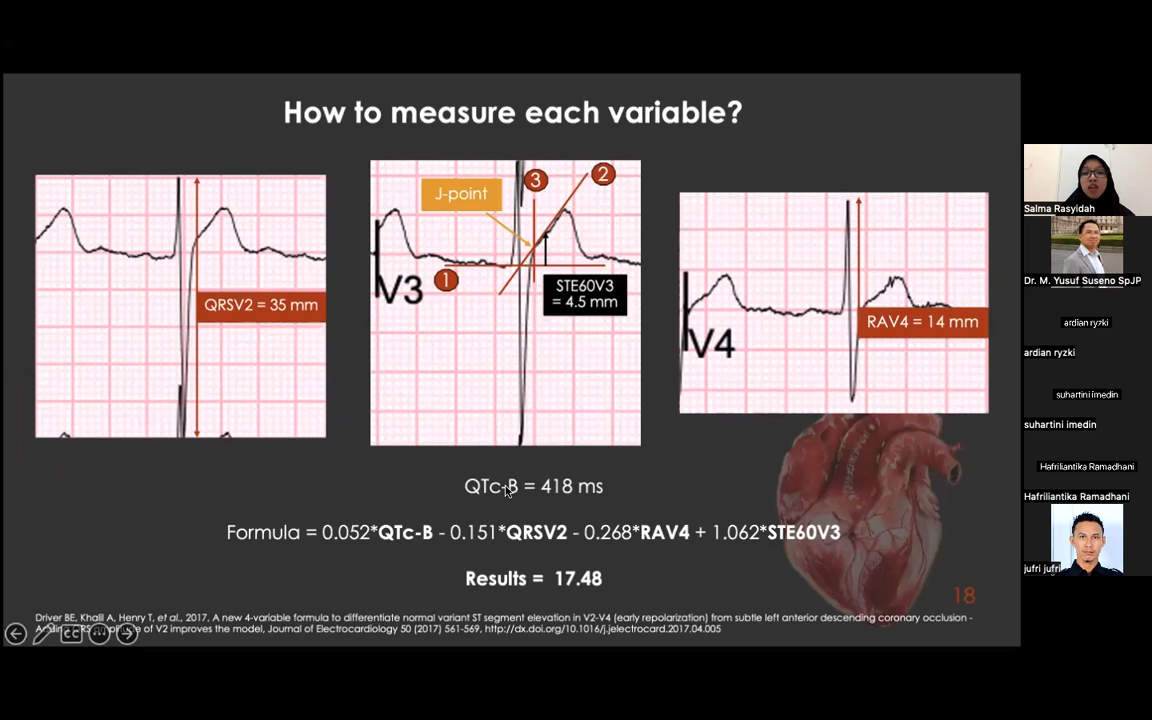 How to measure each variable?
QRSV2 = 35 mm
J-point
3
2
1
V3
STE60V3
= 4.5 mm
V4
RAV4 = 14 mm
QTc-B = 418 ms
Formula = 0.052*QTc-B - 0.151*QRSV2 - 0.268*RAV4 + 1.062*STE60V3
Results = 17.48
18
Driver BE, Khall A, Henry T, et al., 2017, A new 4-variable formula to differentiate normal variant ST segment elevation in V2-V4 (early repolarization) from subtle left anterior descending coronary occlusion -
of V2 improves the model, Journal of Electrocardiology 50 (2017) 561-569, http://dx.doi.org/10.1016/j.jelectrocard.2017.04.005
CC
Salma Rasyidah
Dr. M. Yusuf Suseno SpJP
ardian ryzki
ardian ryzki
suhartini imedin
suhartini imedin
Hafriliantika Ramadhani
Hafriliantika Ramadhani
jufri jufri